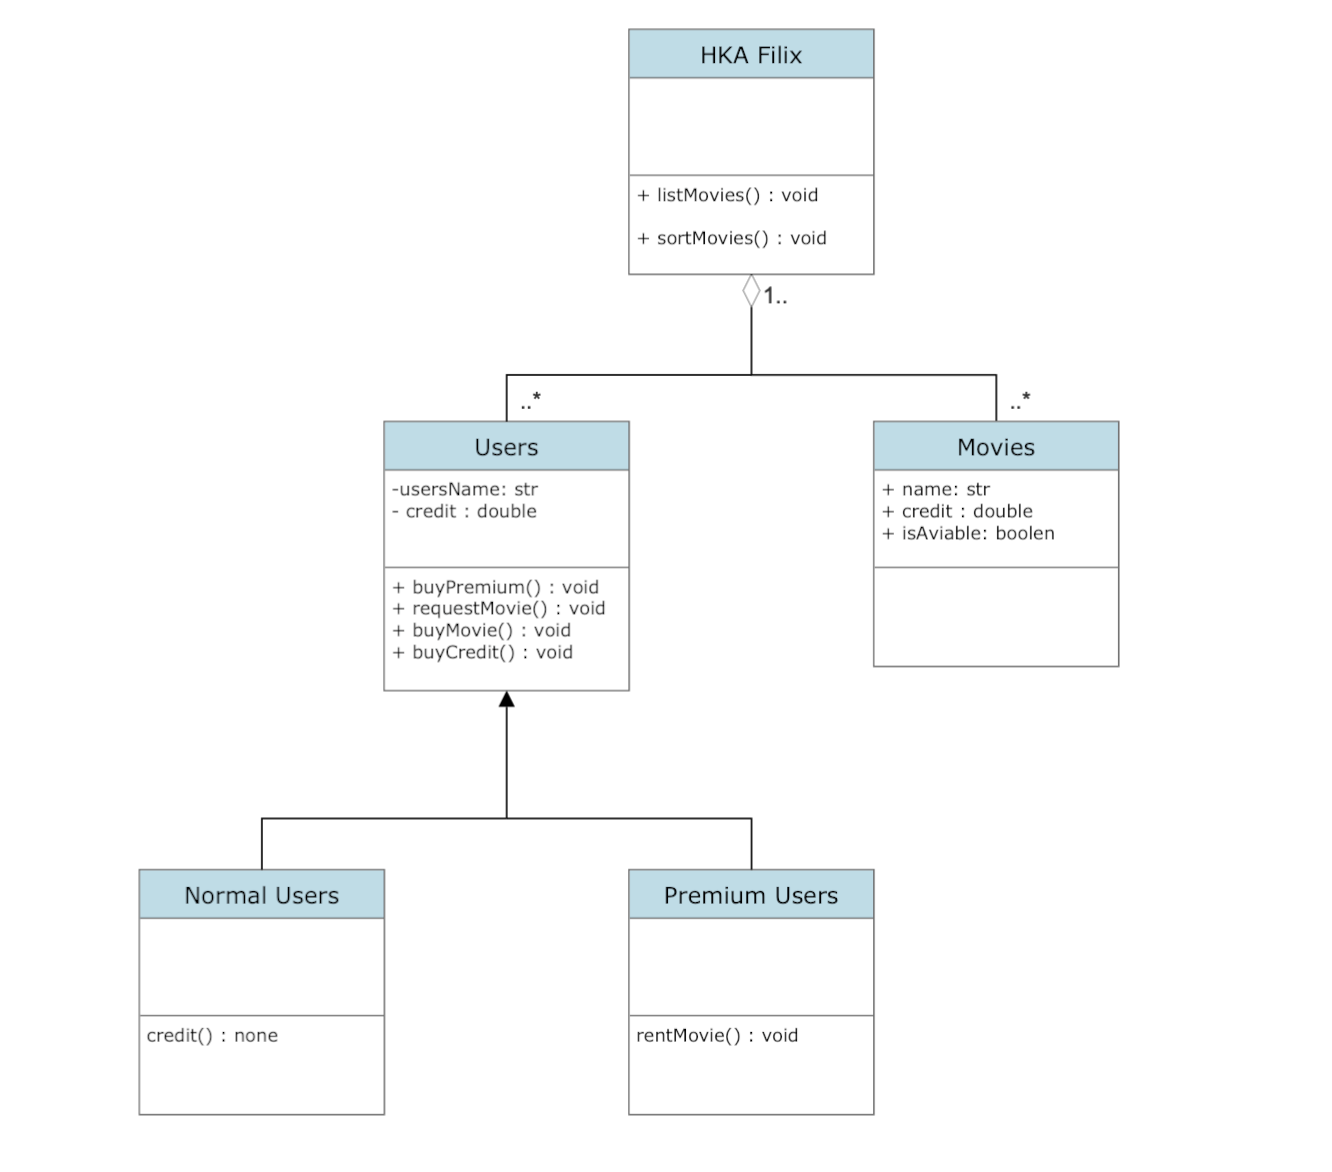 HKA Filix
+ listMovies() : void
+ sortMovies() : void
1..
..*
..*
Users
-usersName: str
- credit : double
+ buyPremium() : void
+ requestMovie() : void
+ buyMovie() : void
+ buyCredit() : void
Movies
+ name: str
+ credit : double
+ isAviable: boolen
Normal Users
credit() : none
Premium Users
rentMovie() : void